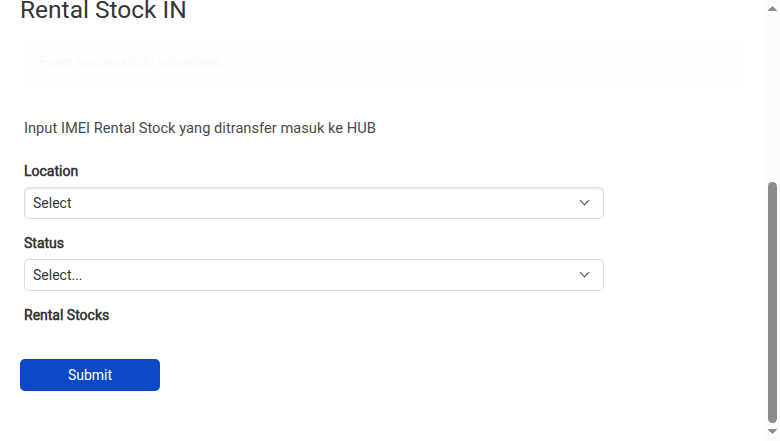 Rental Stock IN
Form successfully submitted
Input IMEI Rental Stock yang ditransfer masuk ke HUB
Location
Select
Status
Select...
Rental Stocks
Submit